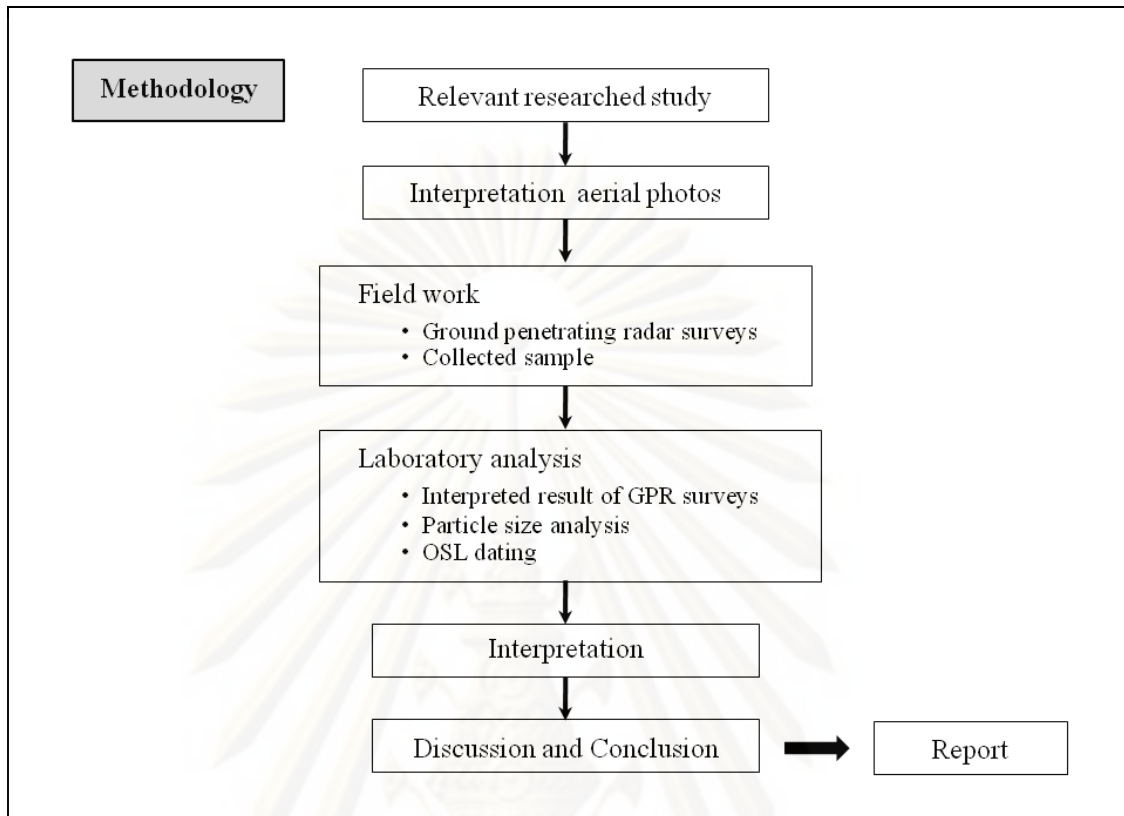 Methodology
Relevant researched study
Interpretation aerial photos
Field work
• Ground penetrating radar surveys
• Collected sample
Laboratory analysis
• Interpreted result of GPR surveys
• Particle size analysis
• OSL dating
Interpretation
Discussion and Conclusion
Report